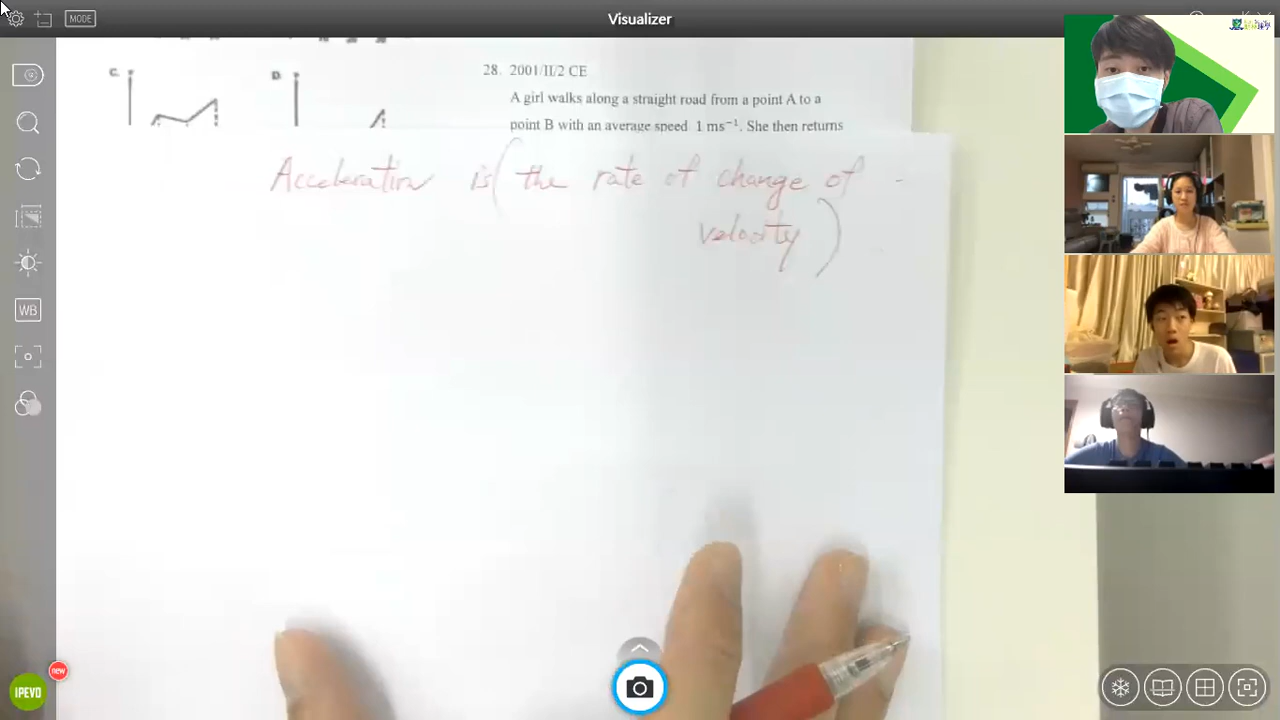 MODE
Visualizer
C.
D.
28. 2001/II/2 CE
A girl walks along a straight road from a point A to a
point B with an average speed 1 ms⁻¹. She then returns
Acceleration is (the rate of change of
velocity)
WB
new
iPEVO